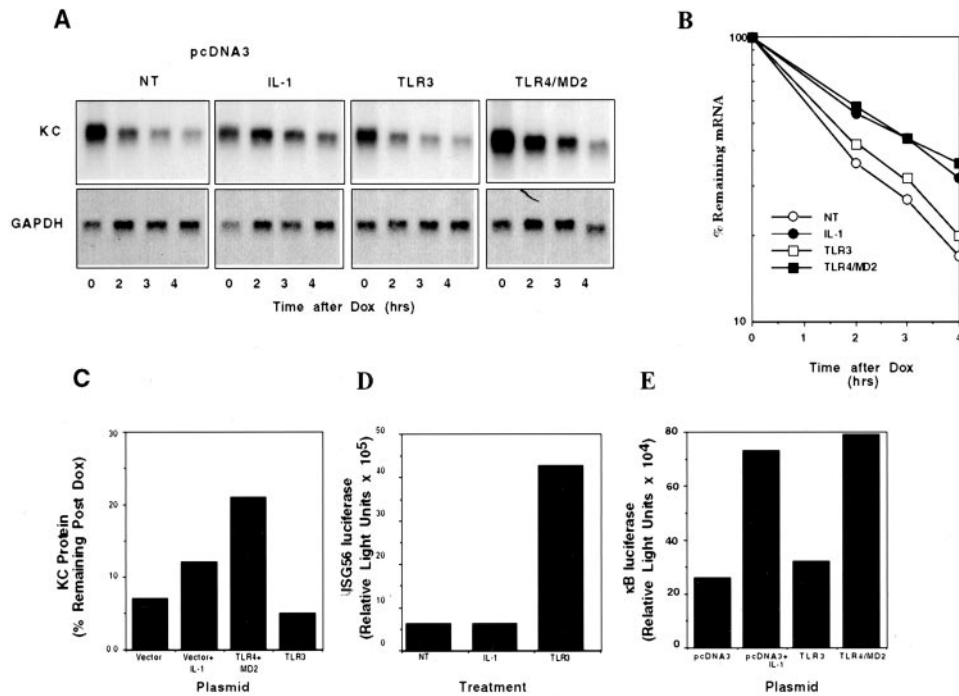 A
pcDNA3
NT IL-1 TLR3 TLR4/MD2
KC
GAPDH
0 2 3 4 0 2 3 4 0 2 3 4 0 2 3 4
Time after Dox (hrs)
B
100
10
% Remaining mRNA
NT
IL-1
TLR3
TLR4/MD2
0 1 2 3 4
Time after Dox
(hrs)
C
KC Protein
(% Remaining Post Dox)
30
20
10
0 0
Vector Vector+ IL-1 TLR4+ MD2 TLR3
Plasmid
D
ISG56 luciferase
(Relative Light Units x 10⁵)
50
40
30
20
10
0
NT IL-1 TLR3
Treatment
E
κB luciferase
(Relative Light Units x 10⁴)
80
60
40
20
0
pcDNA3 pcDNA3+ IL-1 TLR3 TLR4/MD2
Plasmid